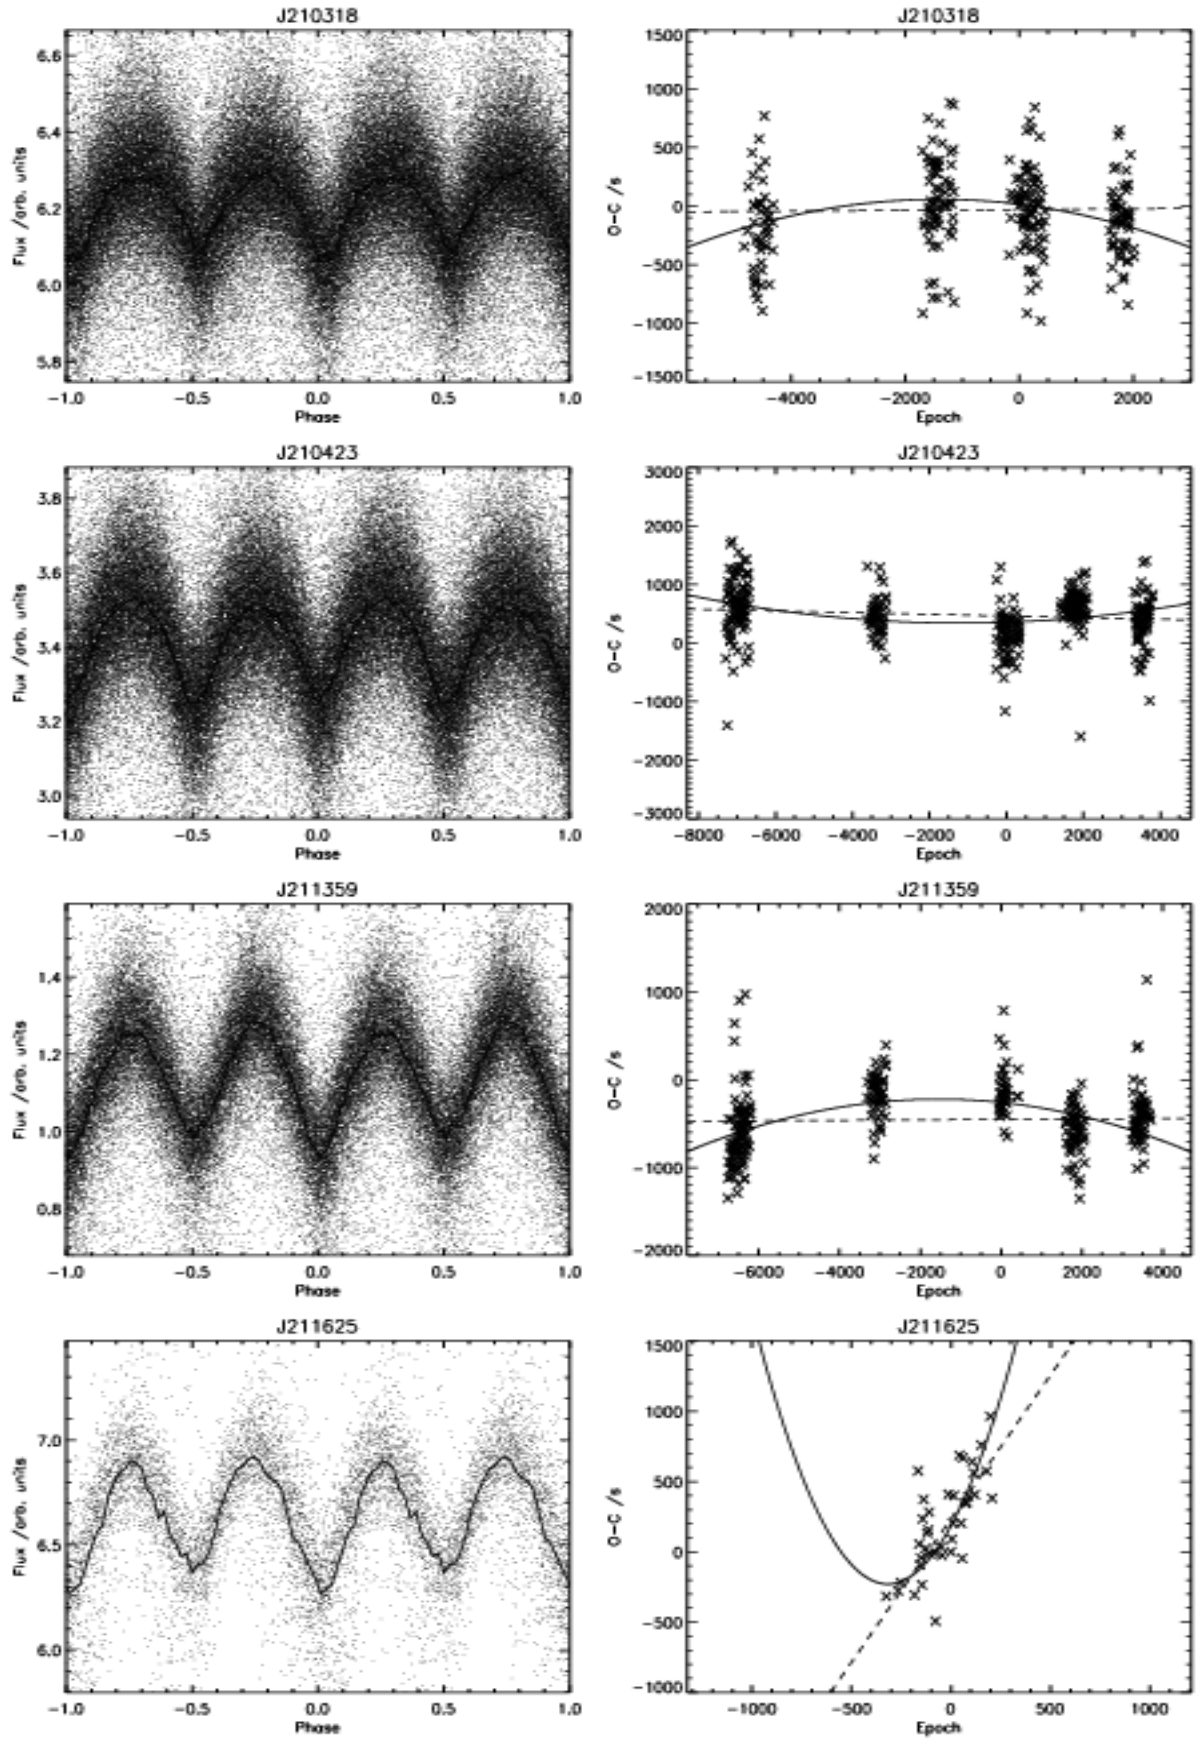 J210318
Flux /arb. units
6.6
6.4
6.2
6.0
5.8
-1.0 -0.5 0.0 0.5 1.0
Phase
J210318
O-C /s
1500
1000
500
0
-500
-1000
-1500
-4000 -2000 0 2000
Epoch
J210423
Flux /arb. units
3.8
3.6
3.4
3.2
3.0
-1.0 -0.5 0.0 0.5 1.0
Phase
J210423
O-C /s
3000
2000
1000
0
-1000
-2000
-3000
-8000 -6000 -4000 -2000 0 2000 4000
Epoch
J211359
Flux /arb. units
1.4
1.2
1.0
0.8
-1.0 -0.5 0.0 0.5 1.0
Phase
J211359
O-C /s
2000
1000
0
-1000
-2000
-6000 -4000 -2000 0 2000 4000
Epoch
J211625
Flux /arb. units
7.0
6.5
6.0
-1.0 -0.5 0.0 0.5 1.0
Phase
J211625
O-C /s
1500
1000
500
0
-500
-1000
-1000 -500 0 500 1000
Epoch